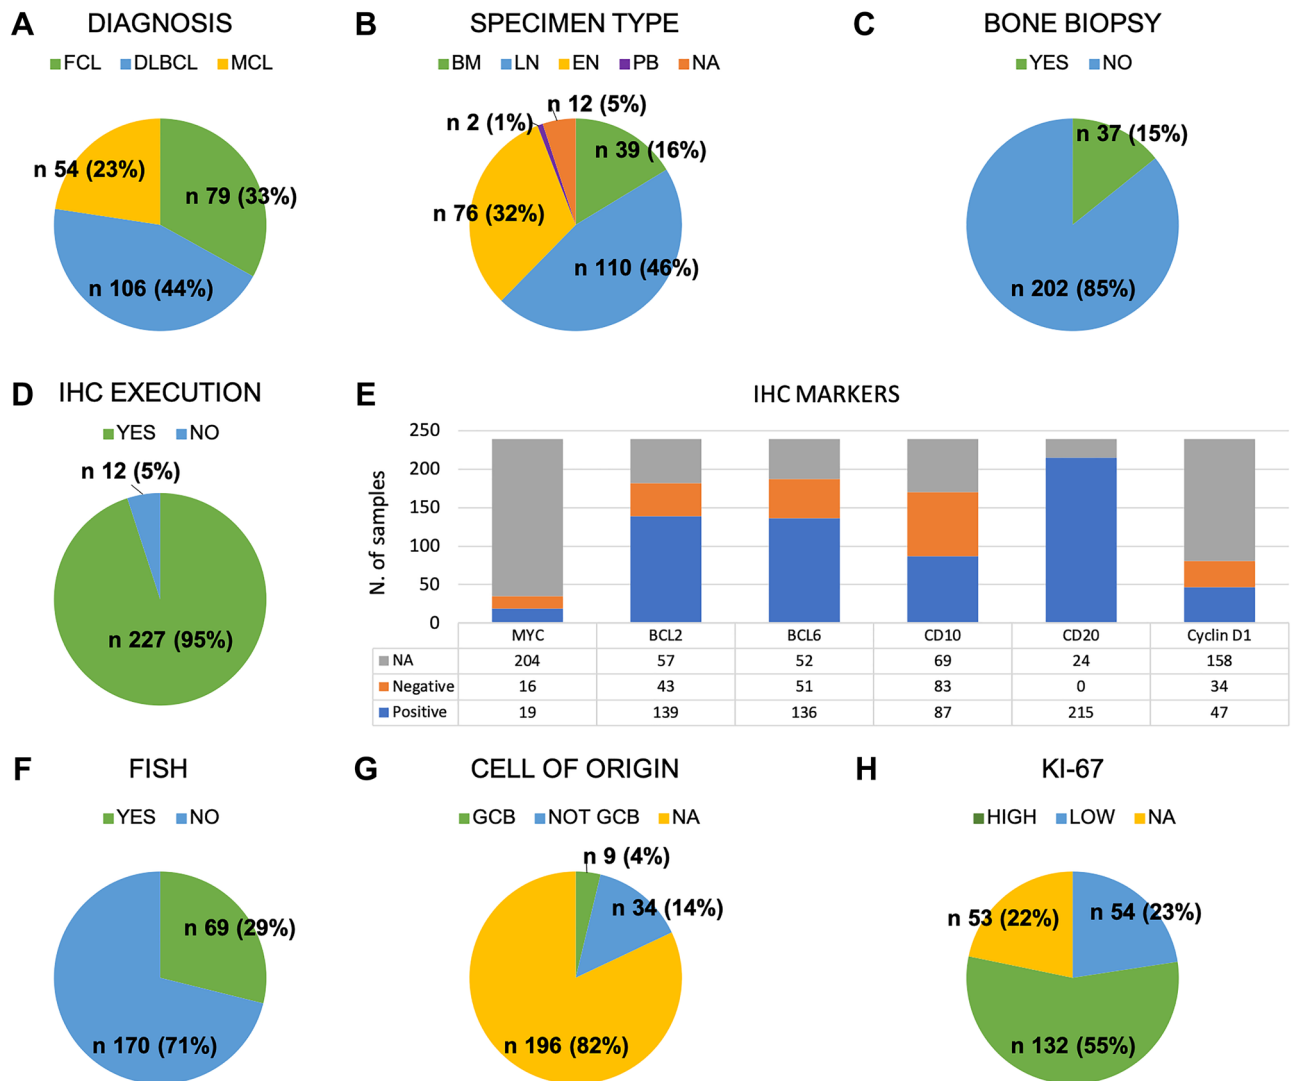 A DIAGNOSIS
FCL DLBCL MCL
n 54 (23%)
n 79 (33%)
n 106 (44%)
B SPECIMEN TYPE
BM LN EN PB NA
n 12 (5%)
n 2 (1%)
n 39 (16%)
n 76 (32%)
n 110 (46%)
C BONE BIOPSY
YES NO
n 37 (15%)
n 202 (85%)
D IHC EXECUTION
YES NO
n 12 (5%)
n 227 (95%)
E IHC MARKERS
N. of samples
250
200
150
100
50
0
MYC BCL2 BCL6 CD10 CD20 Cyclin D1
NA 204 57 52 69 24 158
Negative 16 43 51 83 0 34
Positive 19 139 136 87 215 47
F FISH
YES NO
n 69 (29%)
n 170 (71%)
G CELL OF ORIGIN
GCB NOT GCB NA
n 9 (4%)
n 34 (14%)
n 196 (82%)
H KI-67
HIGH LOW NA
n 53 (22%)
n 54 (23%)
n 132 (55%)